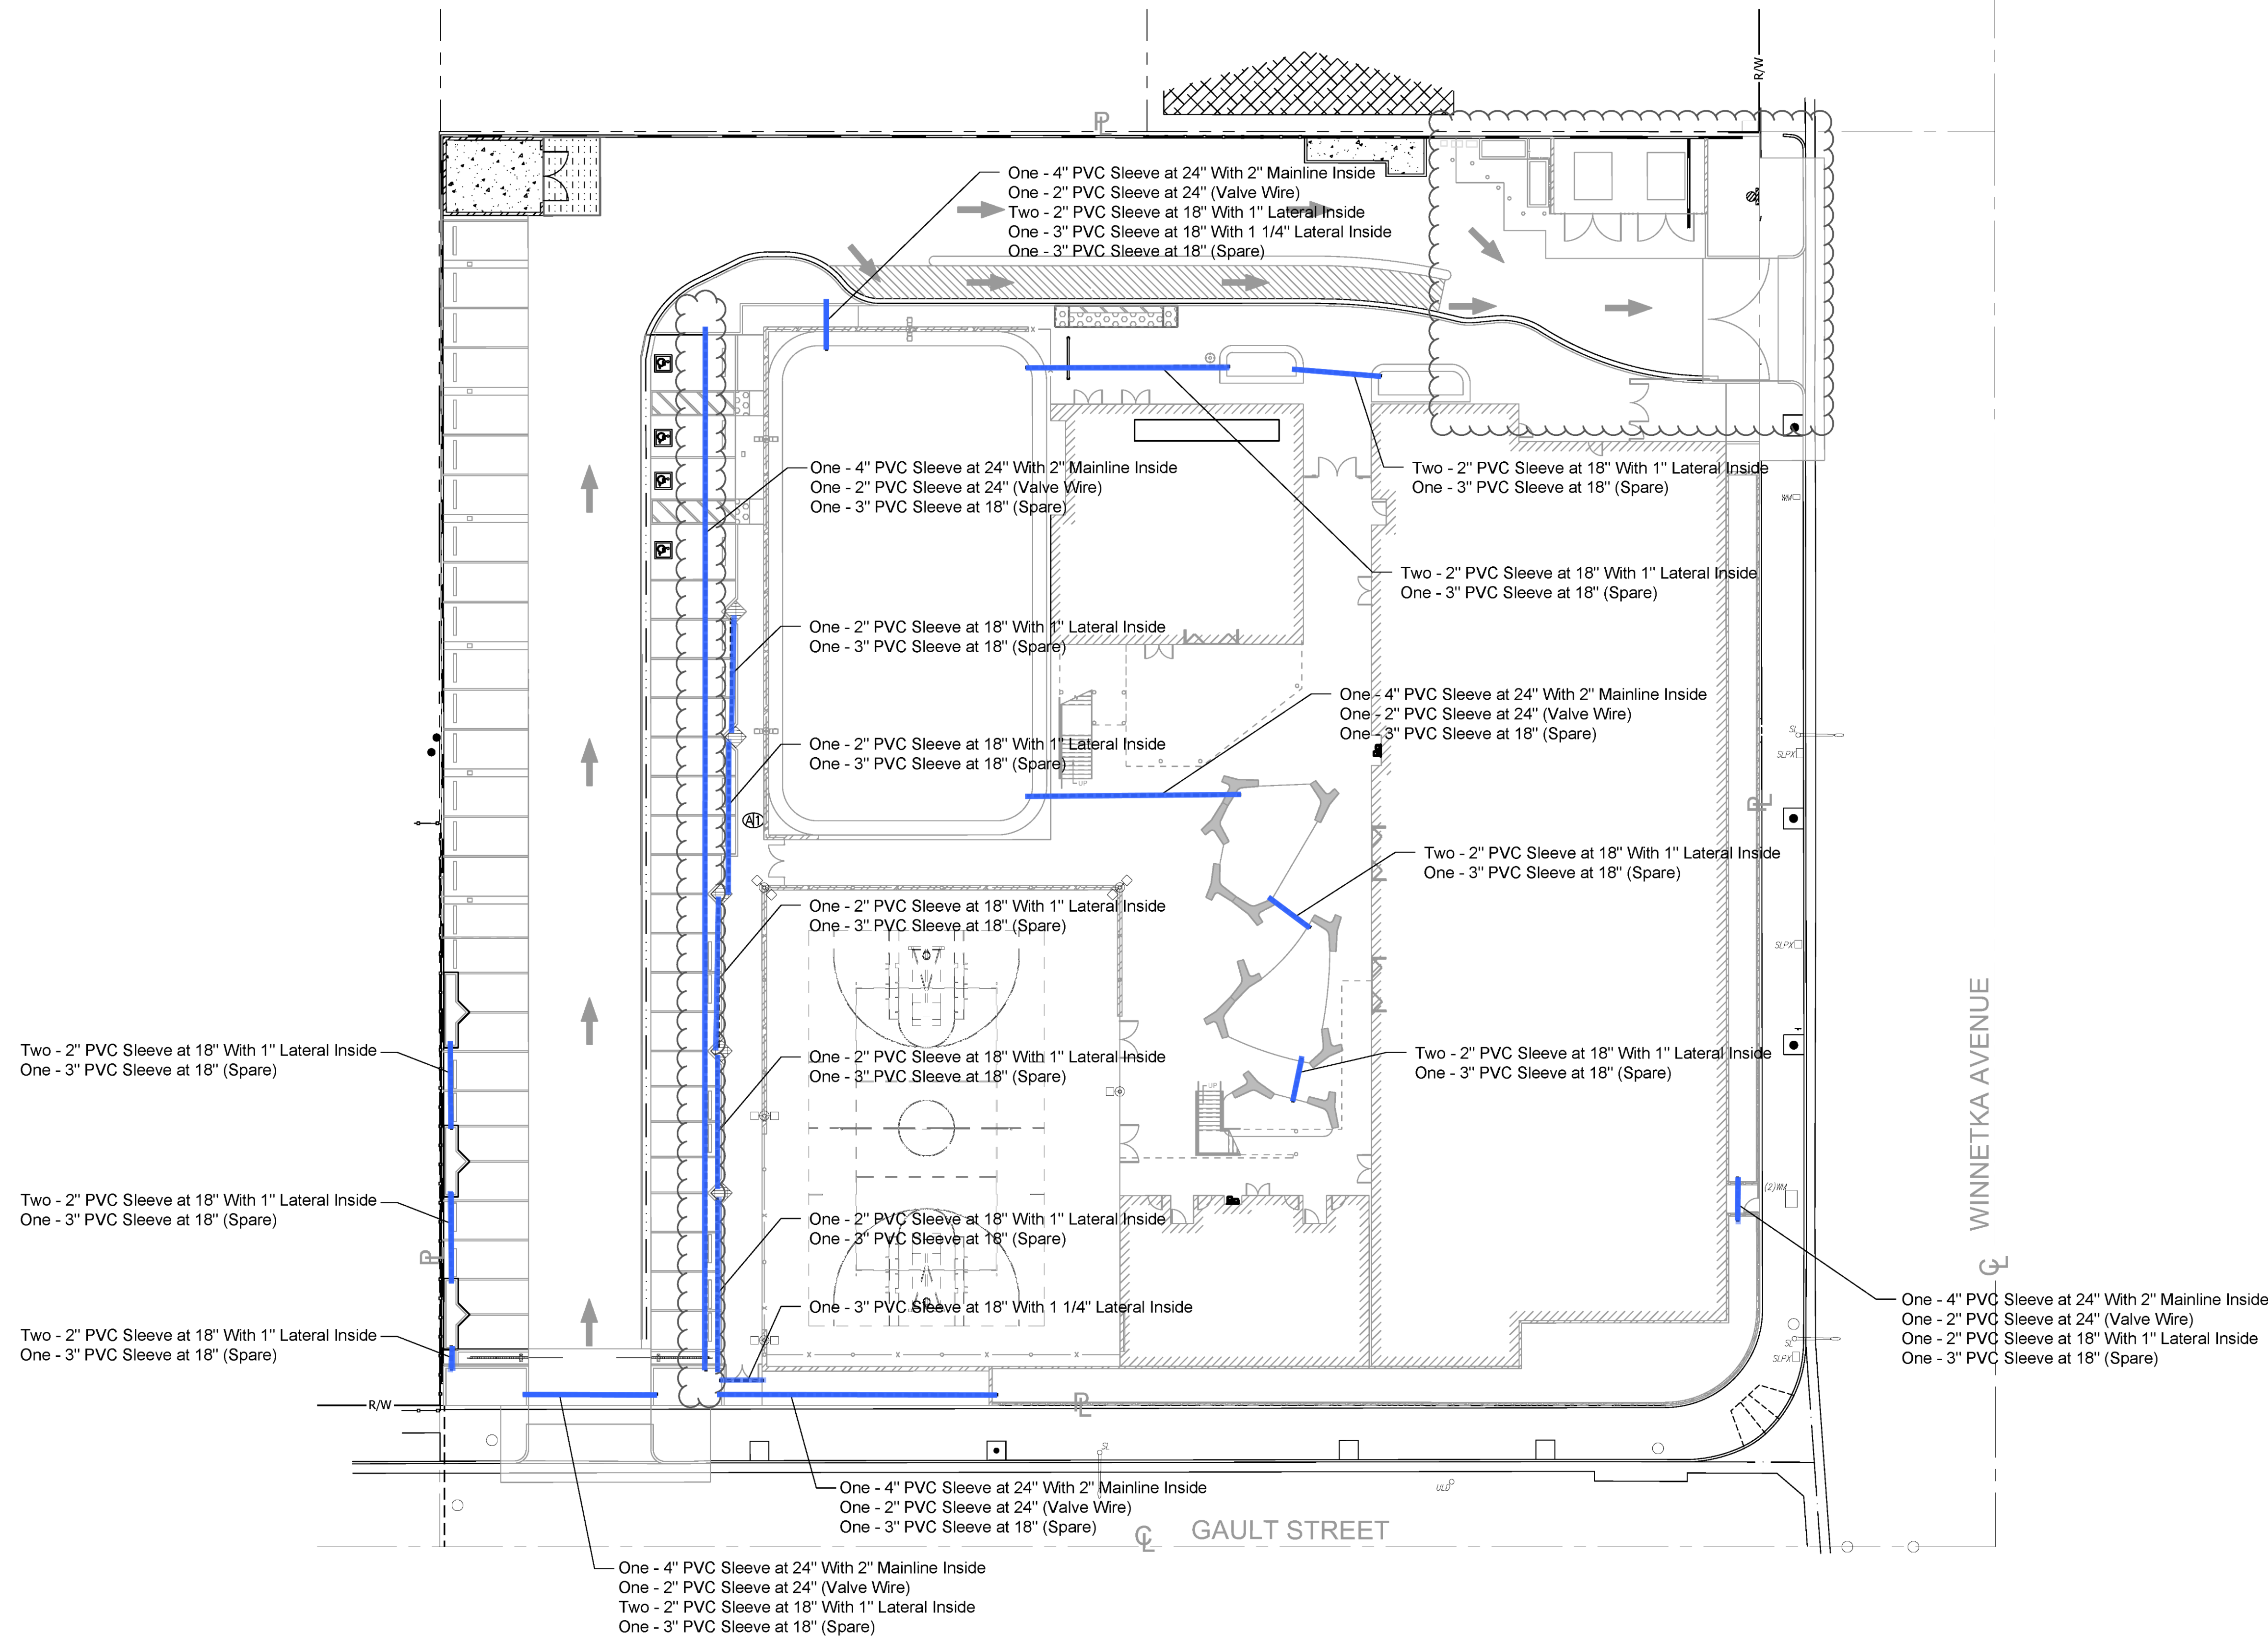 R/W
PL
One - 4" PVC Sleeve at 24" With 2" Mainline Inside
One - 2" PVC Sleeve at 24" (Valve Wire)
Two - 2" PVC Sleeve at 18" With 1" Lateral Inside
One - 3" PVC Sleeve at 18" With 1 1/4" Lateral Inside
One - 3" PVC Sleeve at 18" (Spare)
One - 4" PVC Sleeve at 24" With 2" Mainline Inside
One - 2" PVC Sleeve at 24" (Valve Wire)
One - 3" PVC Sleeve at 18" (Spare)
Two - 2" PVC Sleeve at 18" With 1" Lateral Inside
One - 3" PVC Sleeve at 18" (Spare)
WM
Two - 2" PVC Sleeve at 18" With 1" Lateral Inside
One - 3" PVC Sleeve at 18" (Spare)
One - 2" PVC Sleeve at 18" With 1" Lateral Inside
One - 3" PVC Sleeve at 18" (Spare)
One - 4" PVC Sleeve at 24" With 2" Mainline Inside
One - 2" PVC Sleeve at 24" (Valve Wire)
One - 3" PVC Sleeve at 18" (Spare)
SL
SLPX
One - 2" PVC Sleeve at 18" With 1" Lateral Inside
One - 3" PVC Sleeve at 18" (Spare)
UP
PL
A1
Two - 2" PVC Sleeve at 18" With 1" Lateral Inside
One - 3" PVC Sleeve at 18" (Spare)
One - 2" PVC Sleeve at 18" With 1" Lateral Inside
One - 3" PVC Sleeve at 18" (Spare)
SLPX
WINNETKA AVENUE
CL
Two - 2" PVC Sleeve at 18" With 1" Lateral Inside
One - 3" PVC Sleeve at 18" (Spare)
One - 2" PVC Sleeve at 18" With 1" Lateral Inside
One - 3" PVC Sleeve at 18" (Spare)
Two - 2" PVC Sleeve at 18" With 1" Lateral Inside
One - 3" PVC Sleeve at 18" (Spare)
UP
(2)WM
Two - 2" PVC Sleeve at 18" With 1" Lateral Inside
One - 3" PVC Sleeve at 18" (Spare)
One - 2" PVC Sleeve at 18" With 1" Lateral Inside
One - 3" PVC Sleeve at 18" (Spare)
PL
One - 3" PVC Sleeve at 18" With 1 1/4" Lateral Inside
One - 4" PVC Sleeve at 24" With 2" Mainline Inside
One - 2" PVC Sleeve at 24" (Valve Wire)
One - 2" PVC Sleeve at 18" With 1" Lateral Inside
One - 3" PVC Sleeve at 18" (Spare)
Two - 2" PVC Sleeve at 18" With 1" Lateral Inside
One - 3" PVC Sleeve at 18" (Spare)
SL
SLPX
R/W
PL
SL
One - 4" PVC Sleeve at 24" With 2" Mainline Inside
One - 2" PVC Sleeve at 24" (Valve Wire)
One - 3" PVC Sleeve at 18" (Spare)
ULD
CL
GAULT STREET
One - 4" PVC Sleeve at 24" With 2" Mainline Inside
One - 2" PVC Sleeve at 24" (Valve Wire)
Two - 2" PVC Sleeve at 18" With 1" Lateral Inside
One - 3" PVC Sleeve at 18" (Spare)